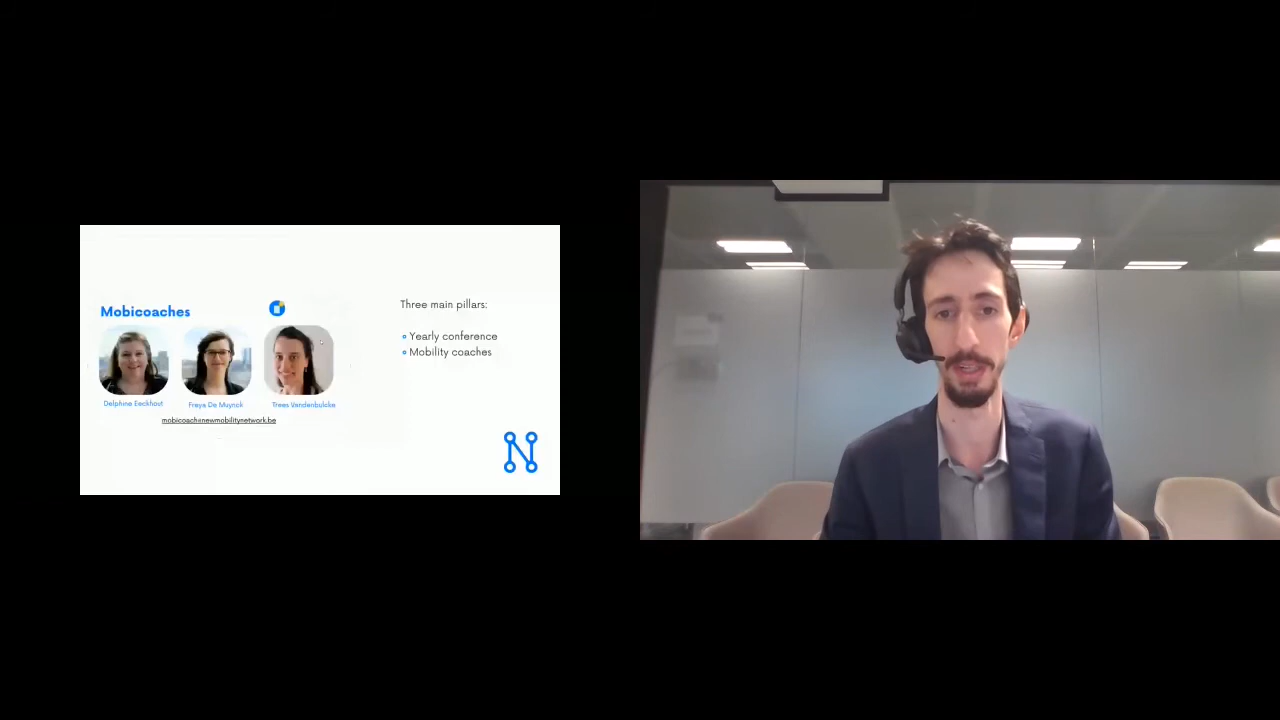 Mobicoaches
Delphine Eeckhout
Freya De Muynck
Trees Vandenbulcke
mobicoach@newmobilitynetwork.be
Three main pillars:
Yearly conference
Mobility coaches